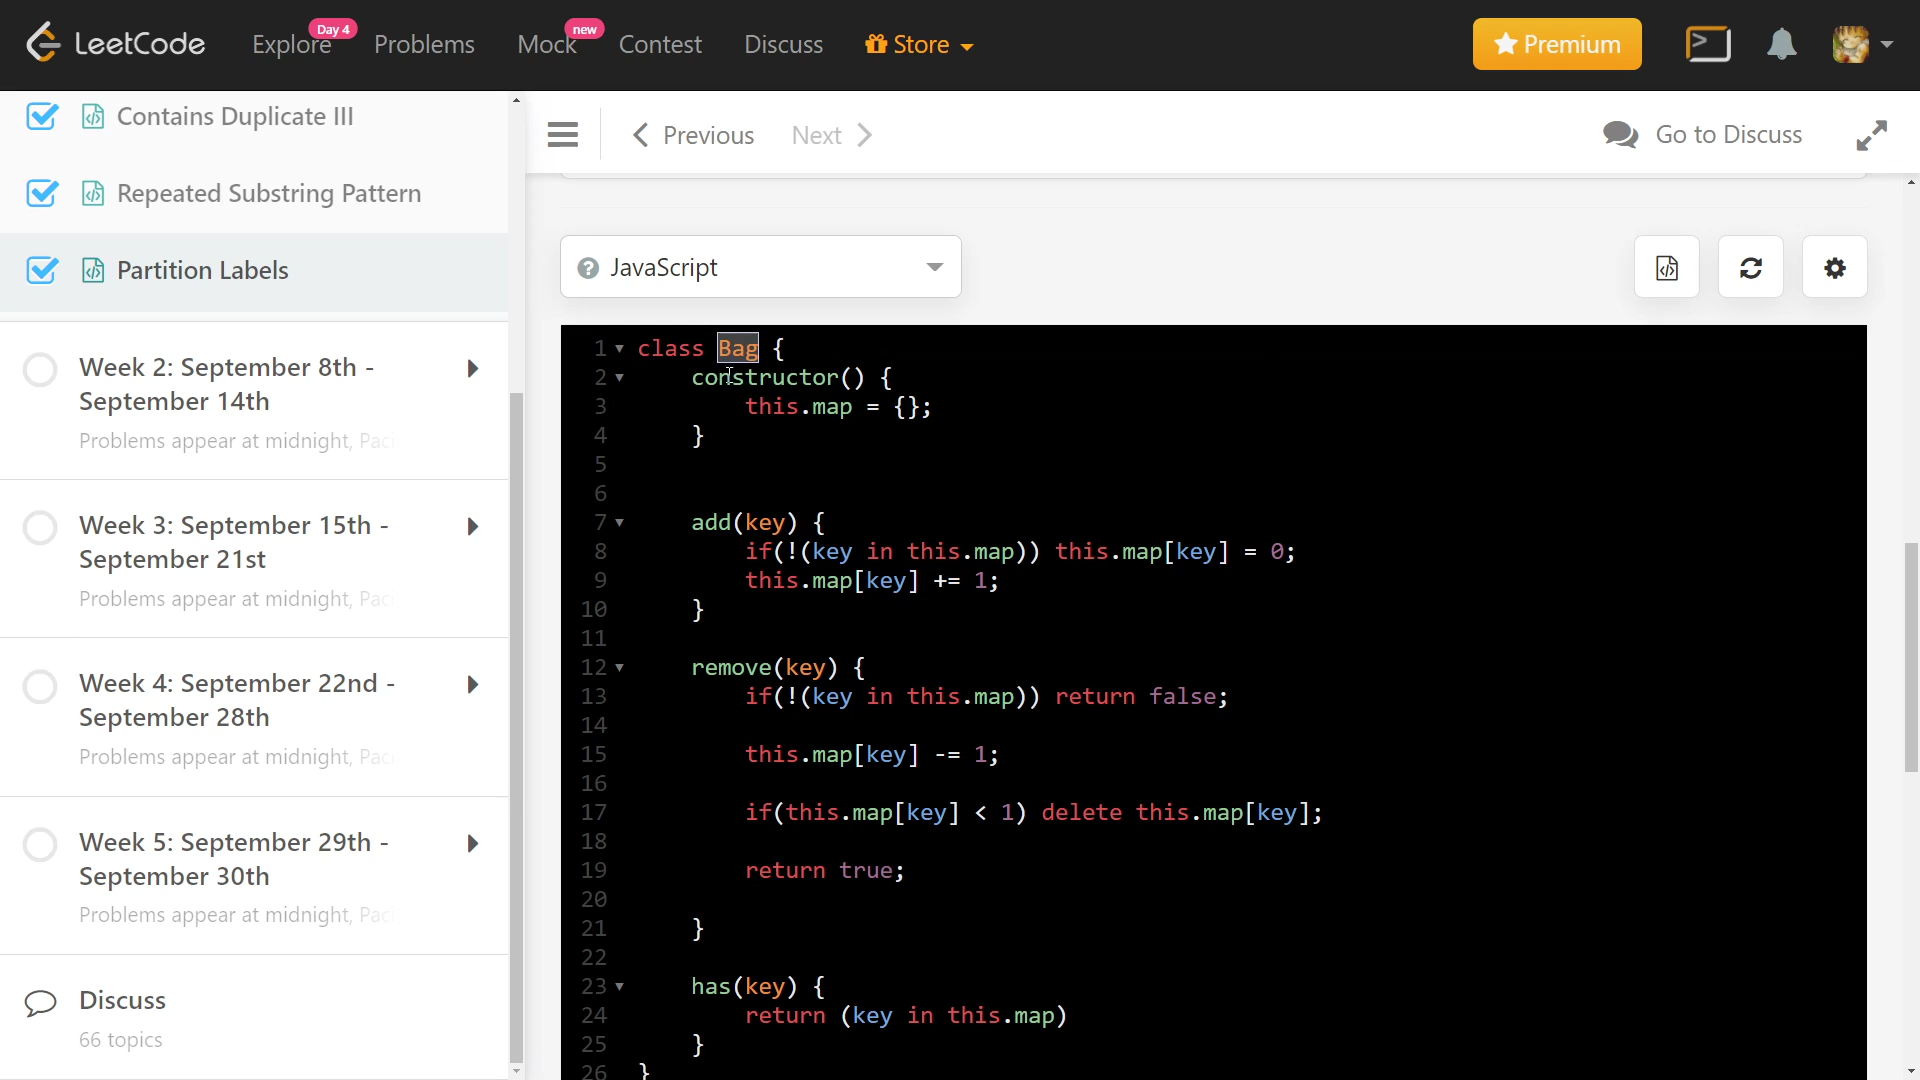 LeetCode
Explore
Day 4
Problems
Mock
new
Contest
Discuss
Store
Premium
Contains Duplicate III
Repeated Substring Pattern
Partition Labels
Week 2: September 8th -
September 14th
Problems appear at midnight,
Week 3: September 15th -
September 21st
Problems appear at midnight,
Week 4: September 22nd -
September 28th
Problems appear at midnight,
Week 5: September 29th -
September 30th
Problems appear at midnight,
Discuss
66 topics
Previous
Next
Go to Discuss
JavaScript
1 class Bag {
2 constructor() {
3 this.map = {};
4 }
5
6
7 add(key) {
8 if(!(key in this.map)) this.map[key] = 0;
9 this.map[key] += 1;
10 }
11
12 remove(key) {
13 if(!(key in this.map)) return false;
14
15 this.map[key] -= 1;
16
17 if(this.map[key] < 1) delete this.map[key];
18
19 return true;
20
21 }
22
23 has(key) {
24 return (key in this.map)
25 }
26 }